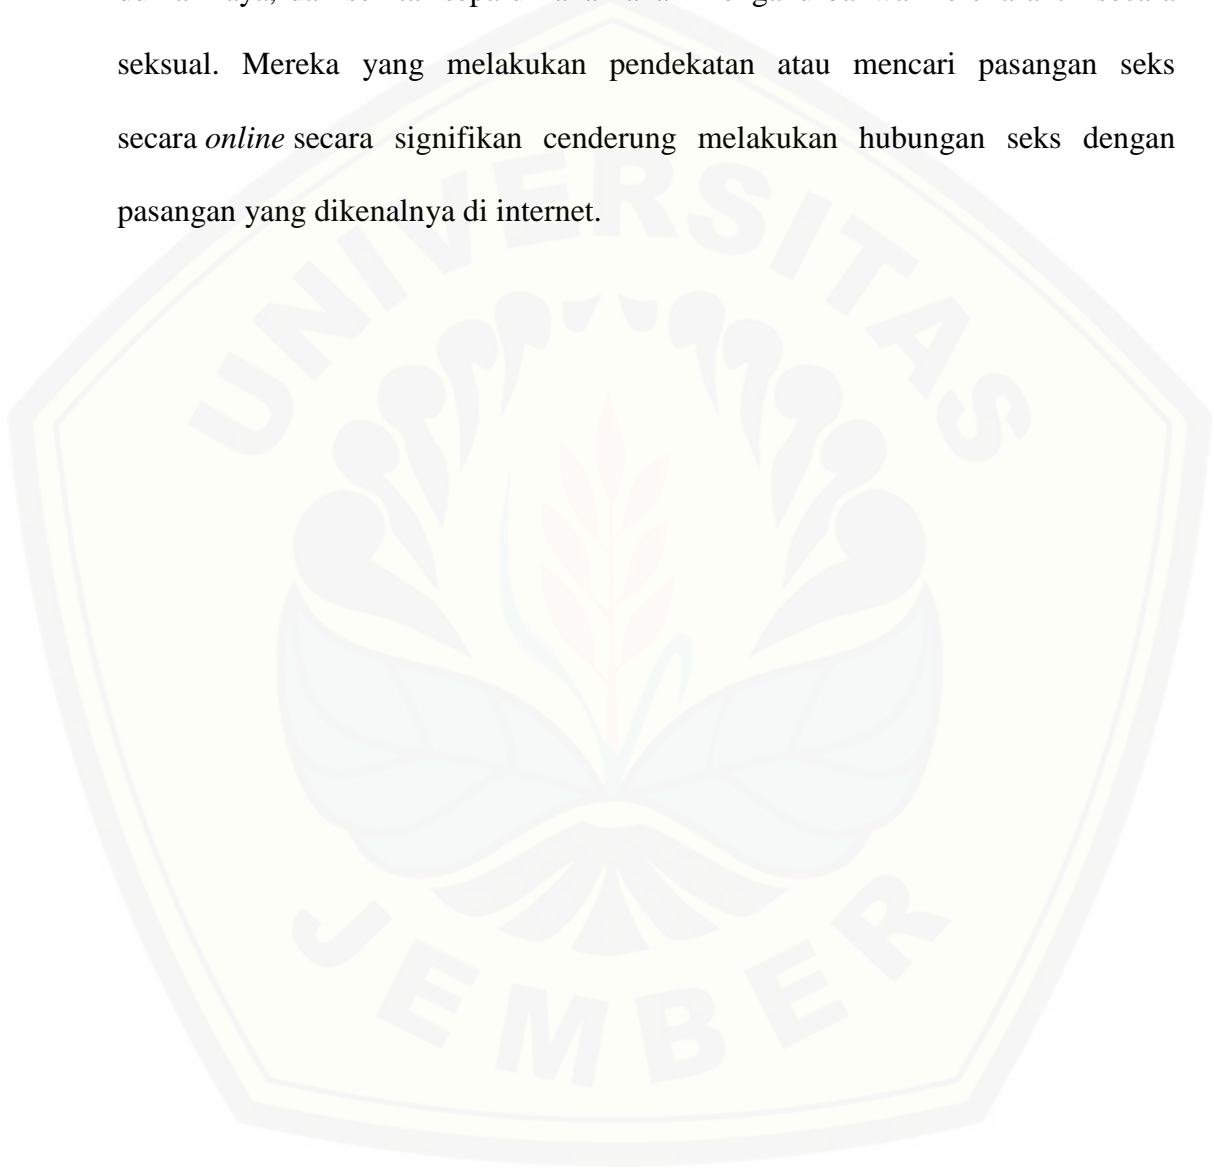 seksual. Mereka yang melakukan pendekatan atau mencari pasangan seks
secara online secara signifikan cenderung melakukan hubungan seks dengan
pasangan yang dikenalnya di internet.
UNIVERSITAS
JEMBER